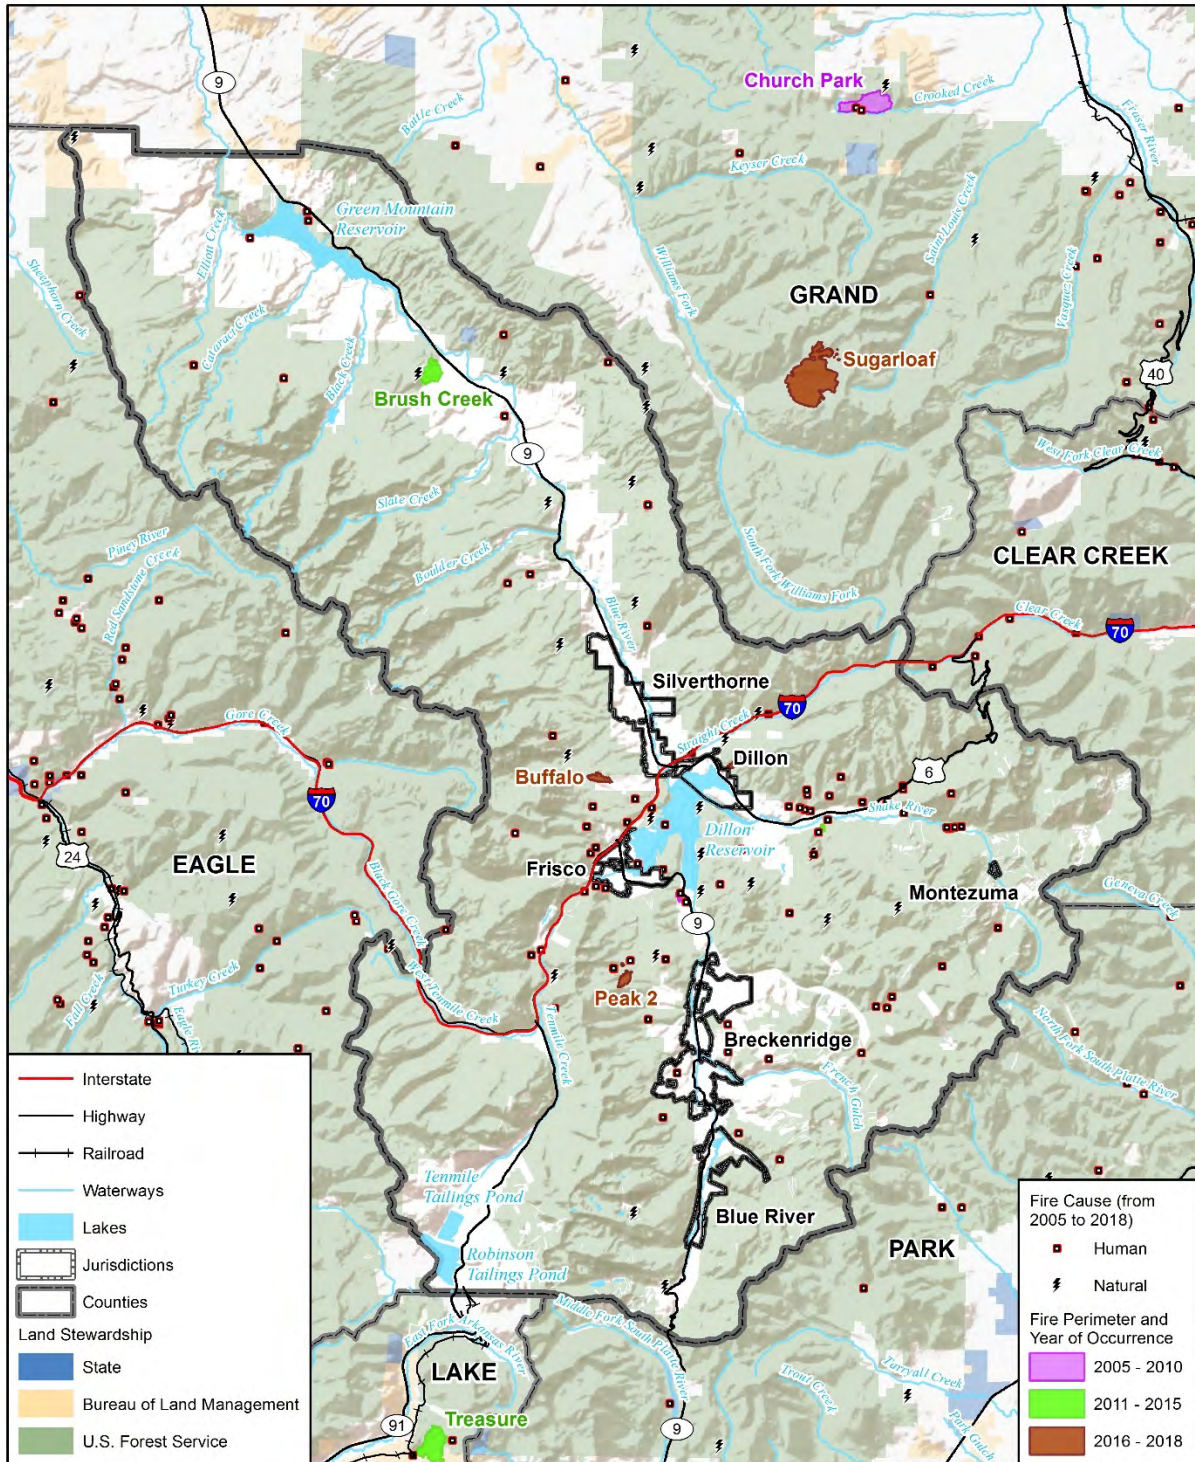 9
Battle Creek
Church Park
Crooked Creek
Fraser River
Keyser Creek
Green Mountain
Reservoir
Elliott Creek
Sheephorn Creek
Williams Fork
Saint Louis Creek
Vasquez Creek
GRAND
Cataract Creek
Black Creek
Sugarloaf
40
Brush Creek
9
West Fork Clear Creek
Slate Creek
Piney River
Red Sandstone Creek
Boulder Creek
South Fork Williams Fork
CLEAR CREEK
Clear Creek
70
Blue River
Silverthorne
70
Gore Creek
Straight Creek
Dillon
Buffalo
6
70
Snake River
Dillon
Reservoir
24
EAGLE
Frisco
Montezuma
Black Gore Creek
Geneva Creek
9
Turkey Creek
West Tenmile Creek
Fall Creek
Peak 2
Eagle Ri
Tenmile Creek
Breckenridge
North Fork South Platte River
French Gulch
Tenmile
Tailings Pond
Blue River
PARK
Robinson
Tailings Pond
East Fork Arkansas River
Middle Fork South Platte River
LAKE
Trout Creek
Tarryall Creek
Park Gulch
Treasure
91
9
Interstate
Highway
Railroad
Waterways
Lakes
Jurisdictions
Counties
Land Stewardship
State
Bureau of Land Management
U.S. Forest Service
Fire Cause (from
2005 to 2018)
Human
Natural
Fire Perimeter and
Year of Occurrence
2005 - 2010
2011 - 2015
2016 - 2018